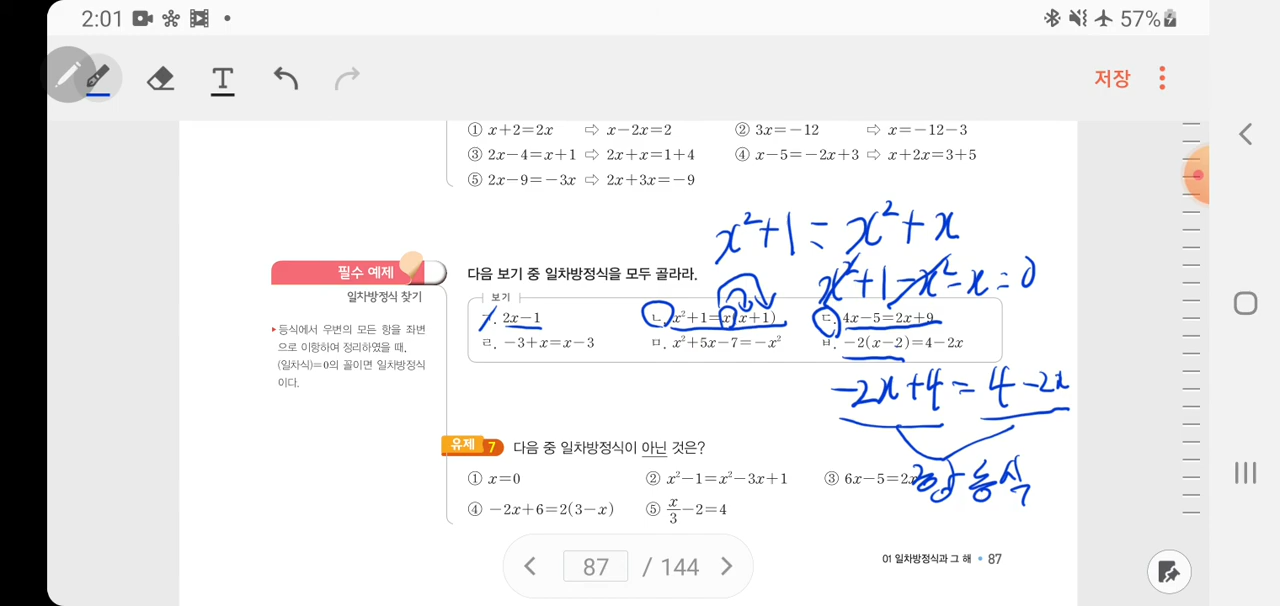 2:01 57%
T 저장
① x+2=2x ⇨ x−2x=2 ② 3x=−12 ⇨ x=−12−3
③ 2x−4=x+1 ⇨ 2x+x=1+4 ④ x−5=−2x+3 ⇨ x+2x=3+5
⑤ 2x−9=−3x ⇨ 2x+3x=−9
x²+1=x²+x
필수 예제
일차방정식 찾기
▸등식에서 우변의 모든 항을 좌변
으로 이항하여 정리하였을 때,
(일차식)=0의 꼴이면 일차방정식
이다.
다음 보기 중 일차방정식을 모두 골라라.
x²+1−x²−x=0
보기
ㄱ. 2x−1 ㄴ. x²+1=x(x+1) ㄷ. 4x−5=2x+9
ㄹ. −3+x=x−3 ㅁ. x²+5x−7=−x² ㅂ. −2(x−2)=4−2x
−2x+4=4−2x
항등식
유제 7 다음 중 일차방정식이 아닌 것은?
① x=0 ② x²−1=x²−3x+1 ③ 6x−5=2x
④ −2x+6=2(3−x) ⑤ x/3−2=4
01 일차방정식과 그 해 • 87
87 / 144